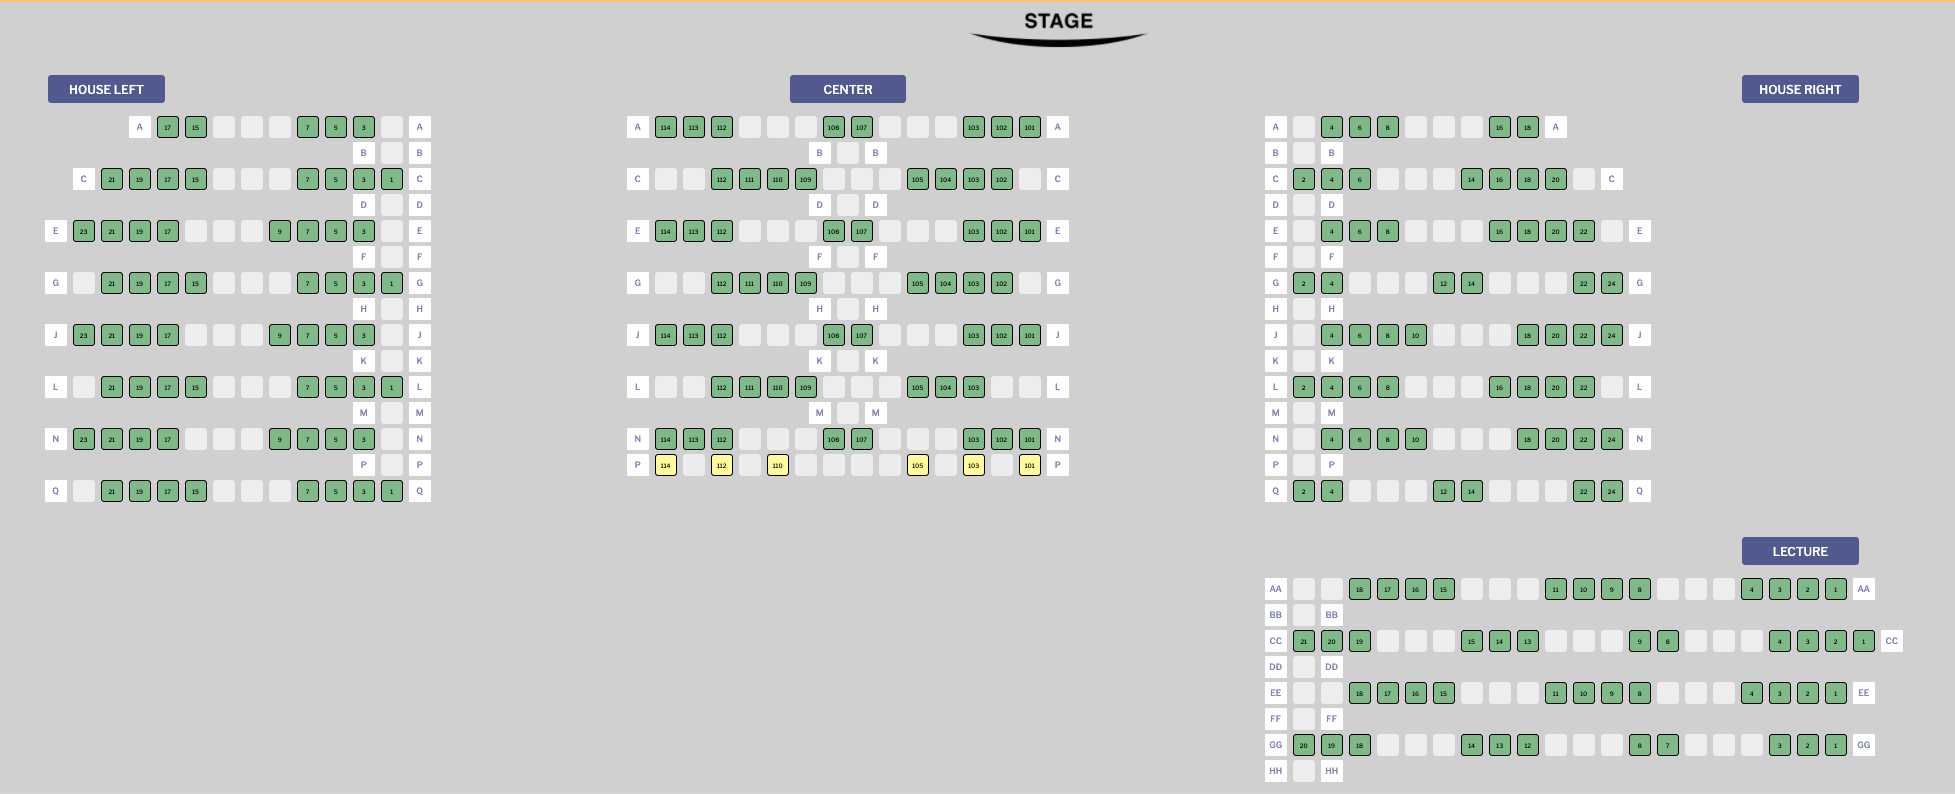 STAGE
HOUSE LEFT CENTER HOUSE RIGHT
A 17 15 7 5 3 A A 114 113 112 108 107 103 102 101 A A 4 6 8 16 18 A
B B B B B B
C 21 19 17 15 7 5 3 1 C C 112 111 110 109 105 104 103 102 C C 2 4 6 14 16 18 20 C
D D D D D D
E 23 21 19 17 9 7 5 3 E E 114 113 112 108 107 103 102 101 E E 4 6 8 16 18 20 22 E
F F F F F F
G 21 19 17 15 7 5 3 1 G G 112 111 110 109 105 104 103 102 G G 2 4 12 14 22 24 G
H H H H H H
J 23 21 19 17 9 7 5 3 J J 114 113 112 108 107 103 102 101 J J 4 6 8 10 18 20 22 24 J
K K K K K K
L 21 19 17 15 7 5 3 1 L L 112 111 110 109 105 104 103 L L 2 4 6 8 16 18 20 22 L
M M M M M M
N 23 21 19 17 9 7 5 3 N N 114 113 112 108 107 103 102 101 N N 4 6 8 10 18 20 22 24 N
P P P 114 112 110 105 103 101 P P P
Q 21 19 17 15 7 5 3 1 Q Q 2 4 12 14 22 24 Q
LECTURE
AA 18 17 16 15 11 10 9 8 4 3 2 1 AA
BB BB
CC 21 20 19 15 14 13 9 8 4 3 2 1 CC
DD DD
EE 18 17 16 15 11 10 9 8 4 3 2 1 EE
FF FF
GG 20 19 18 14 13 12 8 7 3 2 1 GG
HH HH